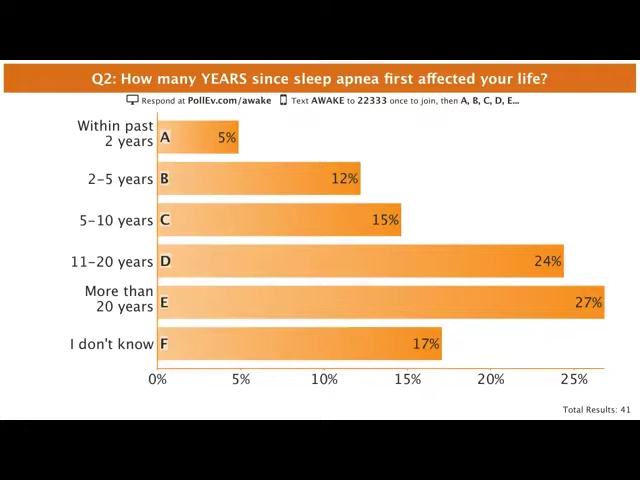 Q2: How many YEARS since sleep apnea first affected your life?
Respond at PollEv.com/awake Text AWAKE to 22333 once to join, then A, B, C, D, E...
Within past
2 years A 5%
2-5 years B 12%
5-10 years C 15%
11-20 years D 24%
More than
20 years E 27%
I don't know F 17%
0% 5% 10% 15% 20% 25%
Total Results: 41